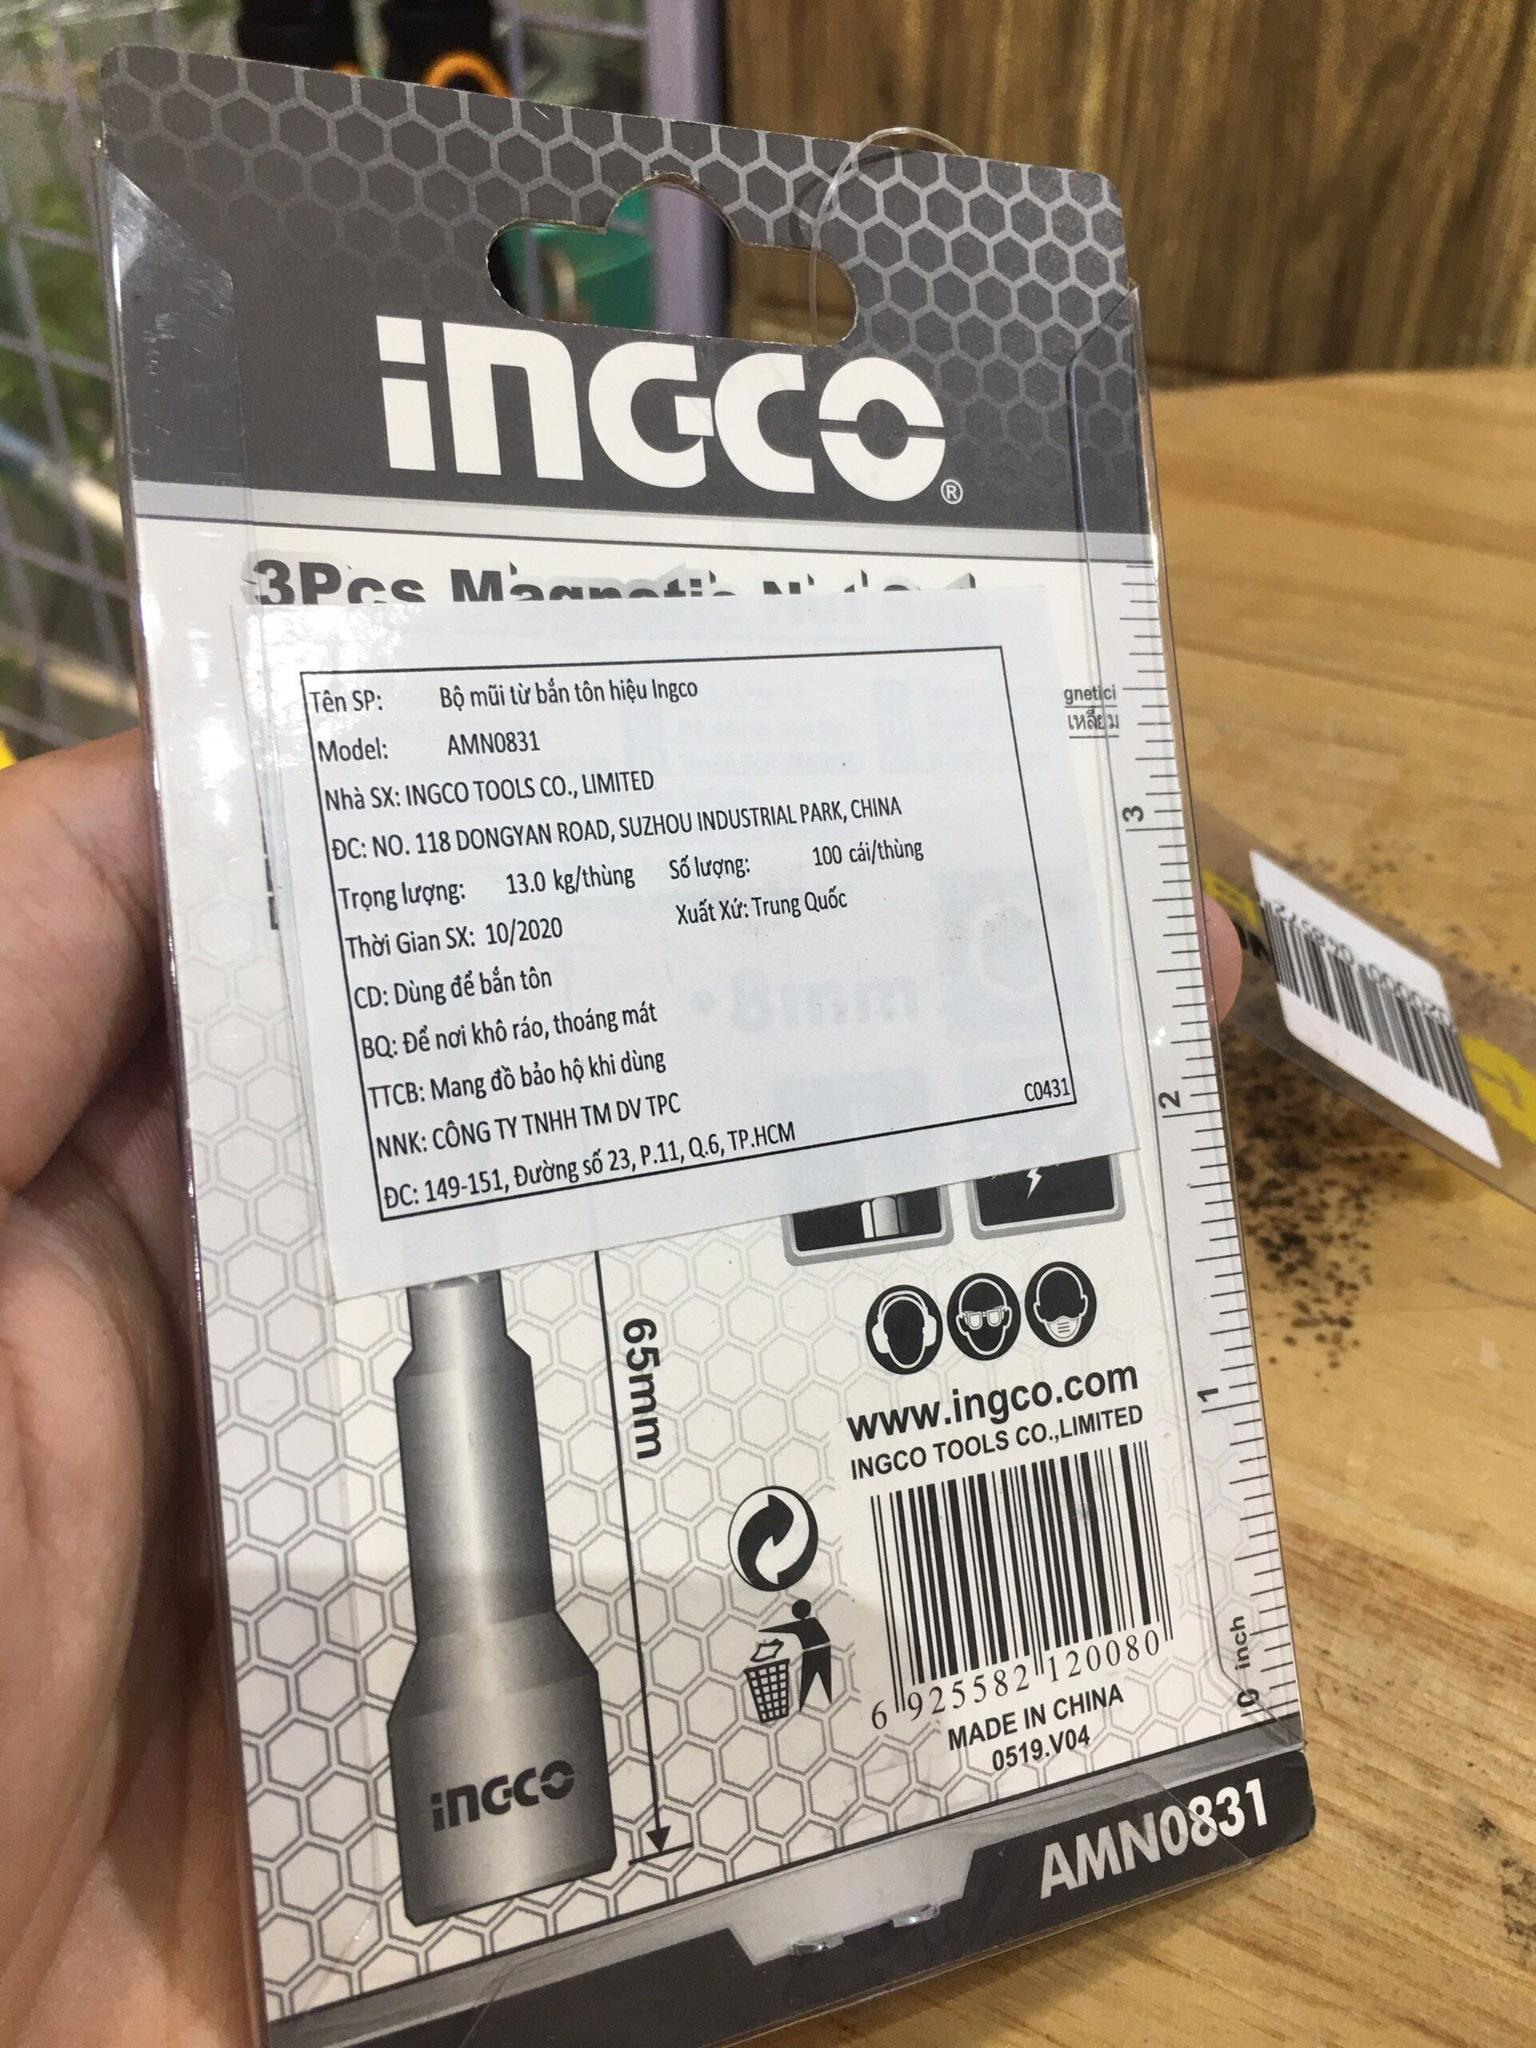 iNGCO®
3Pcs Magnetic Nut
Tên SP: Bộ mũi từ bắn tôn hiệu Ingco
Model: AMN0831
Nhà SX: INGCO TOOLS CO., LIMITED
ĐC: NO. 118 DONGYAN ROAD, SUZHOU INDUSTRIAL PARK, CHINA
Trọng lượng: 13.0 kg/thùng Số lượng: 100 cái/thùng
Thời Gian SX: 10/2020 Xuất Xứ: Trung Quốc
CD: Dùng để bắn tôn
BQ: Để nơi khô ráo, thoáng mát
TTCB: Mang đồ bảo hộ khi dùng
NNK: CÔNG TY TNHH TM DV TPC
ĐC: 149-151, Đường số 23, P.11, Q.6, TP.HCM
C0431
gnetici
เหลี่ยม
8mm
65mm
iNGCO
www.ingco.com
INGCO TOOLS CO.,LIMITED
6 925582 120080
MADE IN CHINA
0519.V04
AMN0831
3
2
1
0 inch